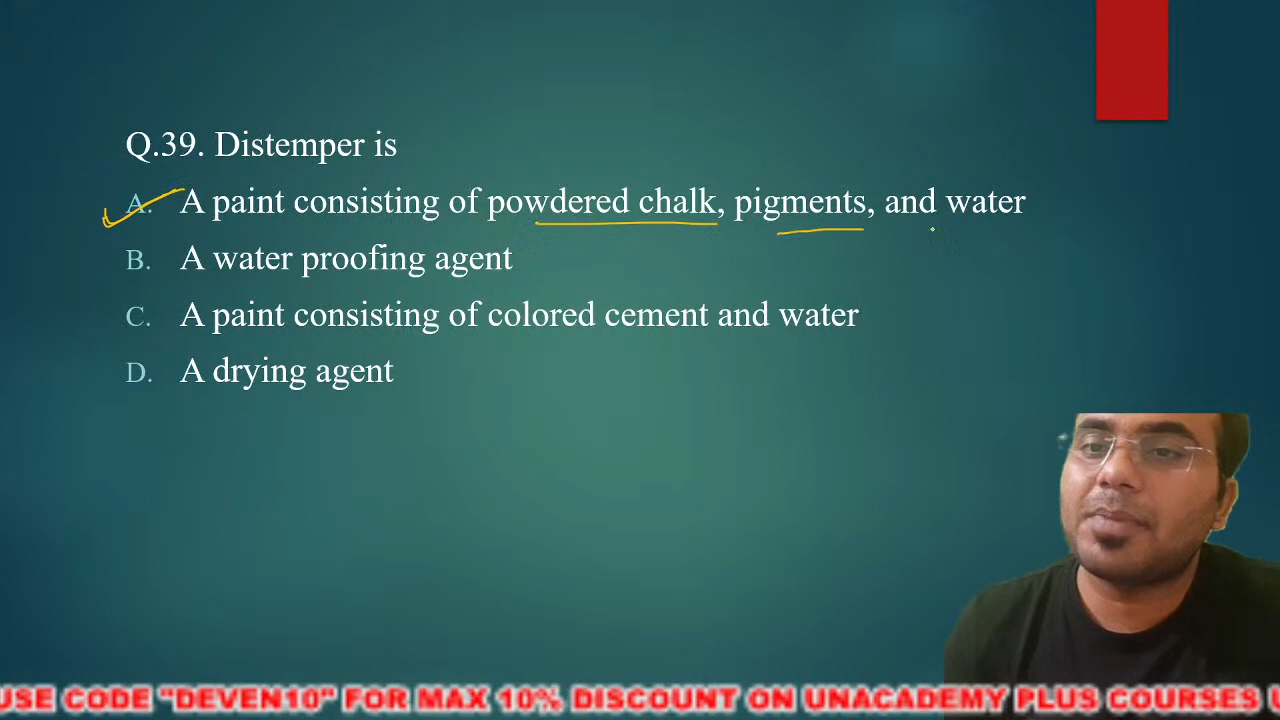 Q.39. Distemper is
A. A paint consisting of powdered chalk, pigments, and water
B. A water proofing agent
C. A paint consisting of colored cement and water
D. A drying agent
USE CODE "DEVEN10" FOR MAX 10% DISCOUNT ON UNACADEMY PLUS COURSES